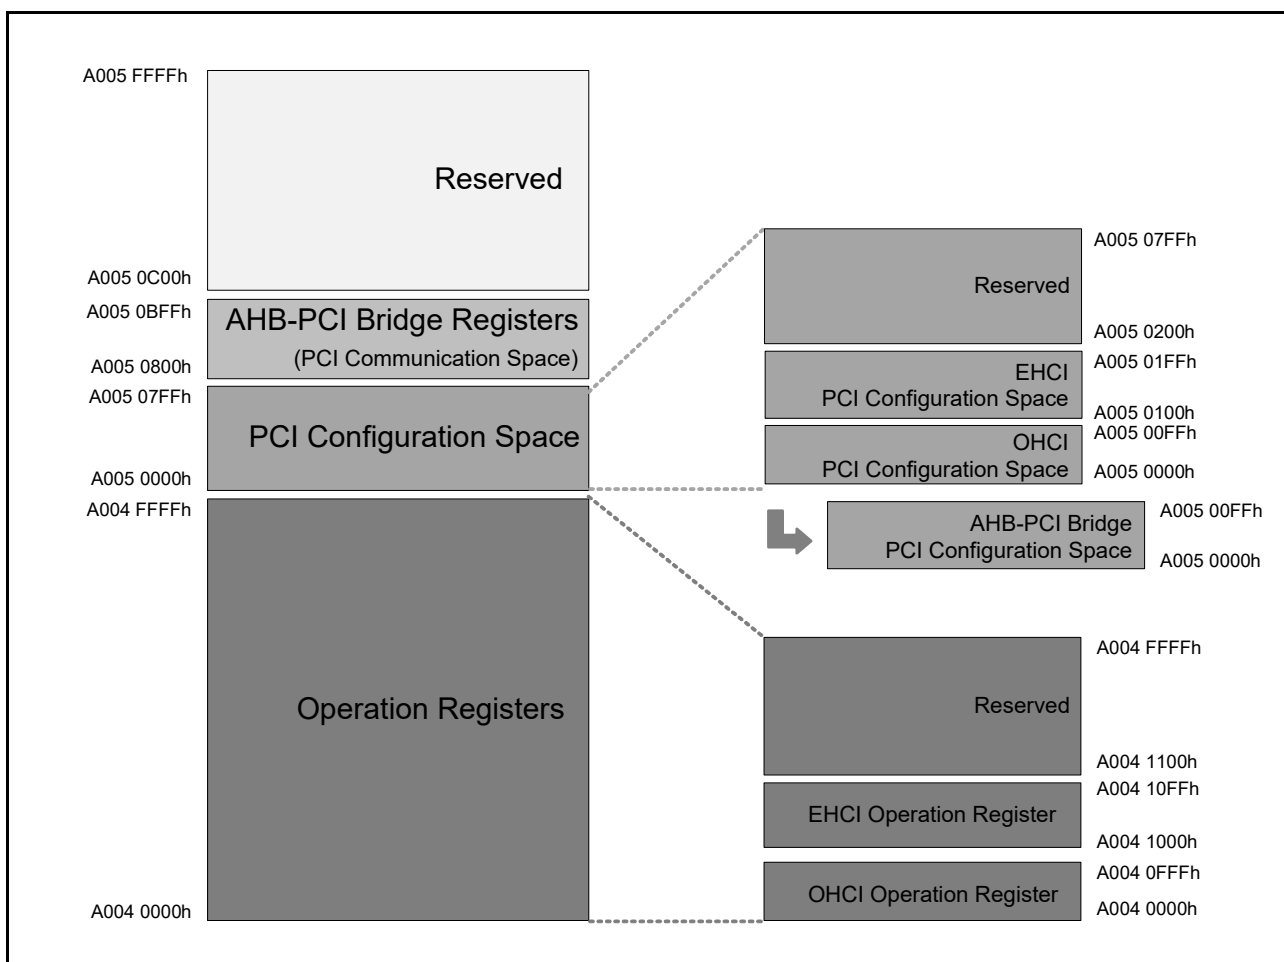 A005 FFFFh
Reserved
A005 0C00h
A005 0BFFh
AHB-PCI Bridge Registers
(PCI Communication Space)
A005 0800h
A005 07FFh
PCI Configuration Space
A005 0000h
A004 FFFFh
Operation Registers
A004 0000h
A005 07FFh
Reserved
A005 0200h
A005 01FFh
EHCI
PCI Configuration Space
A005 0100h
A005 00FFh
OHCI
PCI Configuration Space
A005 0000h
A005 00FFh
AHB-PCI Bridge
PCI Configuration Space
A005 0000h
A004 FFFFh
Reserved
A004 1100h
A004 10FFh
EHCI Operation Register
A004 1000h
A004 0FFFh
OHCI Operation Register
A004 0000h